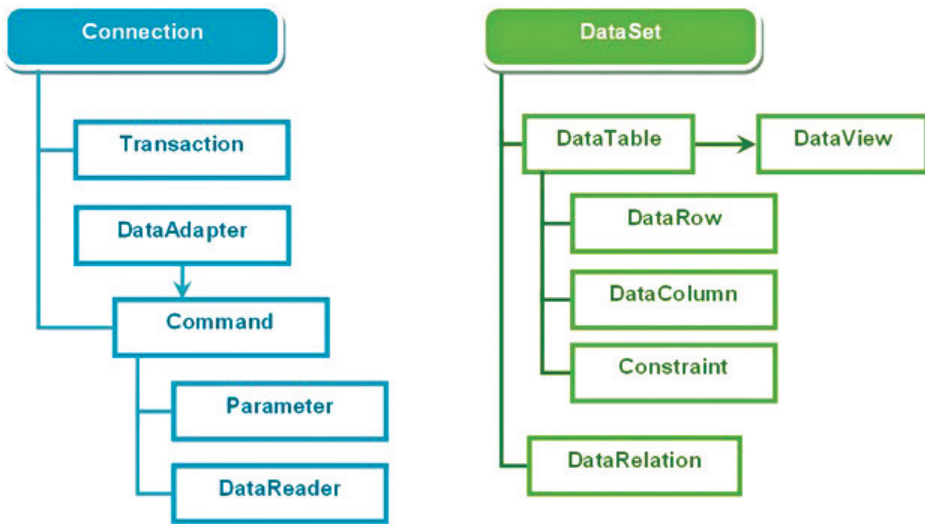 Connection
Transaction
DataAdapter
Command
Parameter
DataReader
DataSet
DataTable
DataView
DataRow
DataColumn
Constraint
DataRelation